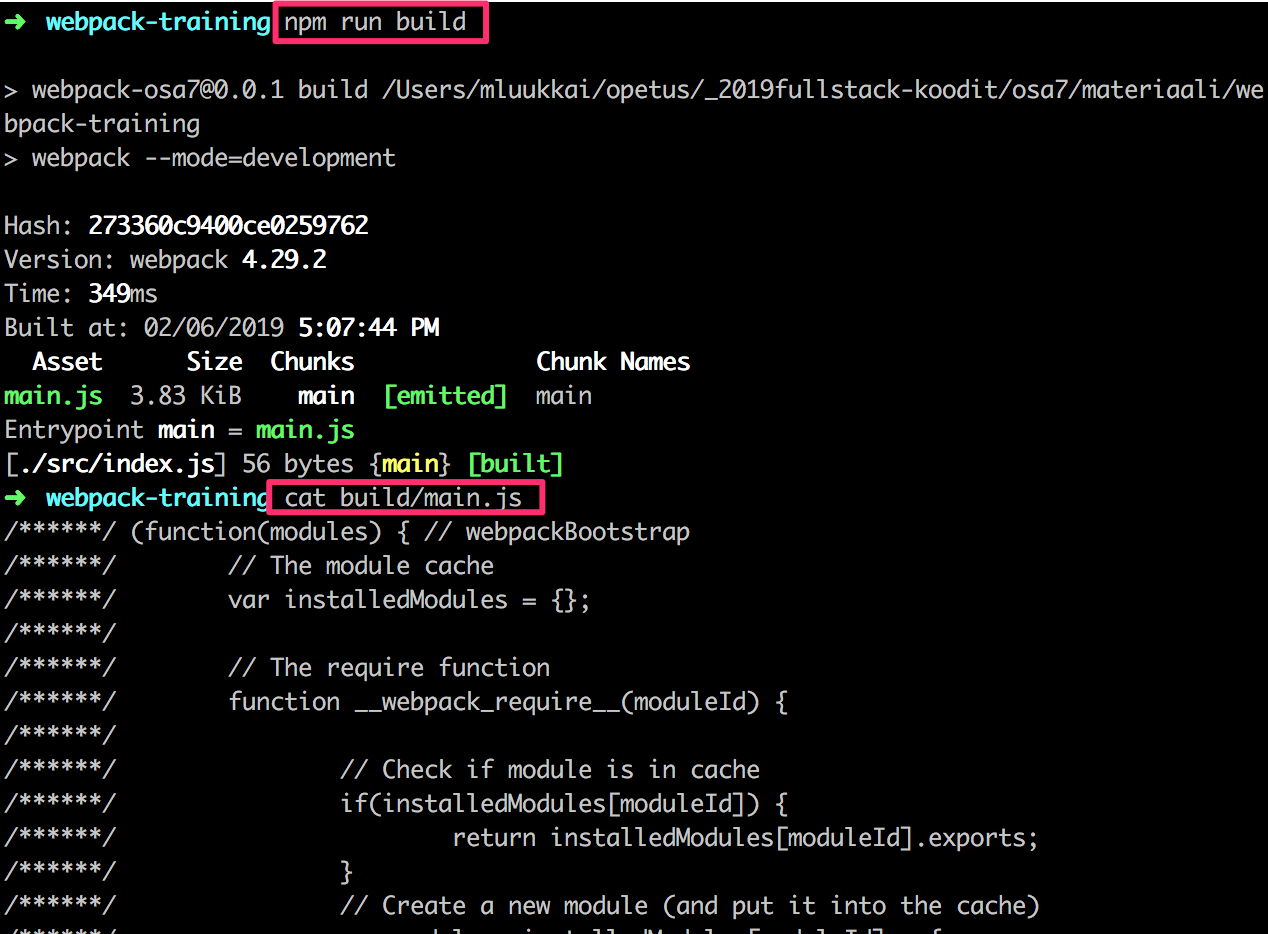 ➜ webpack-training npm run build
> webpack-osa7@0.0.1 build /Users/mluukkai/opetus/_2019fullstack-koodit/osa7/materiaali/we
bpack-training
> webpack --mode=development
Hash: 273360c9400ce0259762
Version: webpack 4.29.2
Time: 349ms
Built at: 02/06/2019 5:07:44 PM
Asset Size Chunks Chunk Names
main.js 3.83 KiB main [emitted] main
Entrypoint main = main.js
[./src/index.js] 56 bytes {main} [built]
➜ webpack-training cat build/main.js
/******/ (function(modules) { // webpackBootstrap
/******/ // The module cache
/******/ var installedModules = {};
/******/
/******/ // The require function
/******/ function __webpack_require__(moduleId) {
/******/
/******/ // Check if module is in cache
/******/ if(installedModules[moduleId]) {
/******/ return installedModules[moduleId].exports;
/******/ }
/******/ // Create a new module (and put it into the cache)